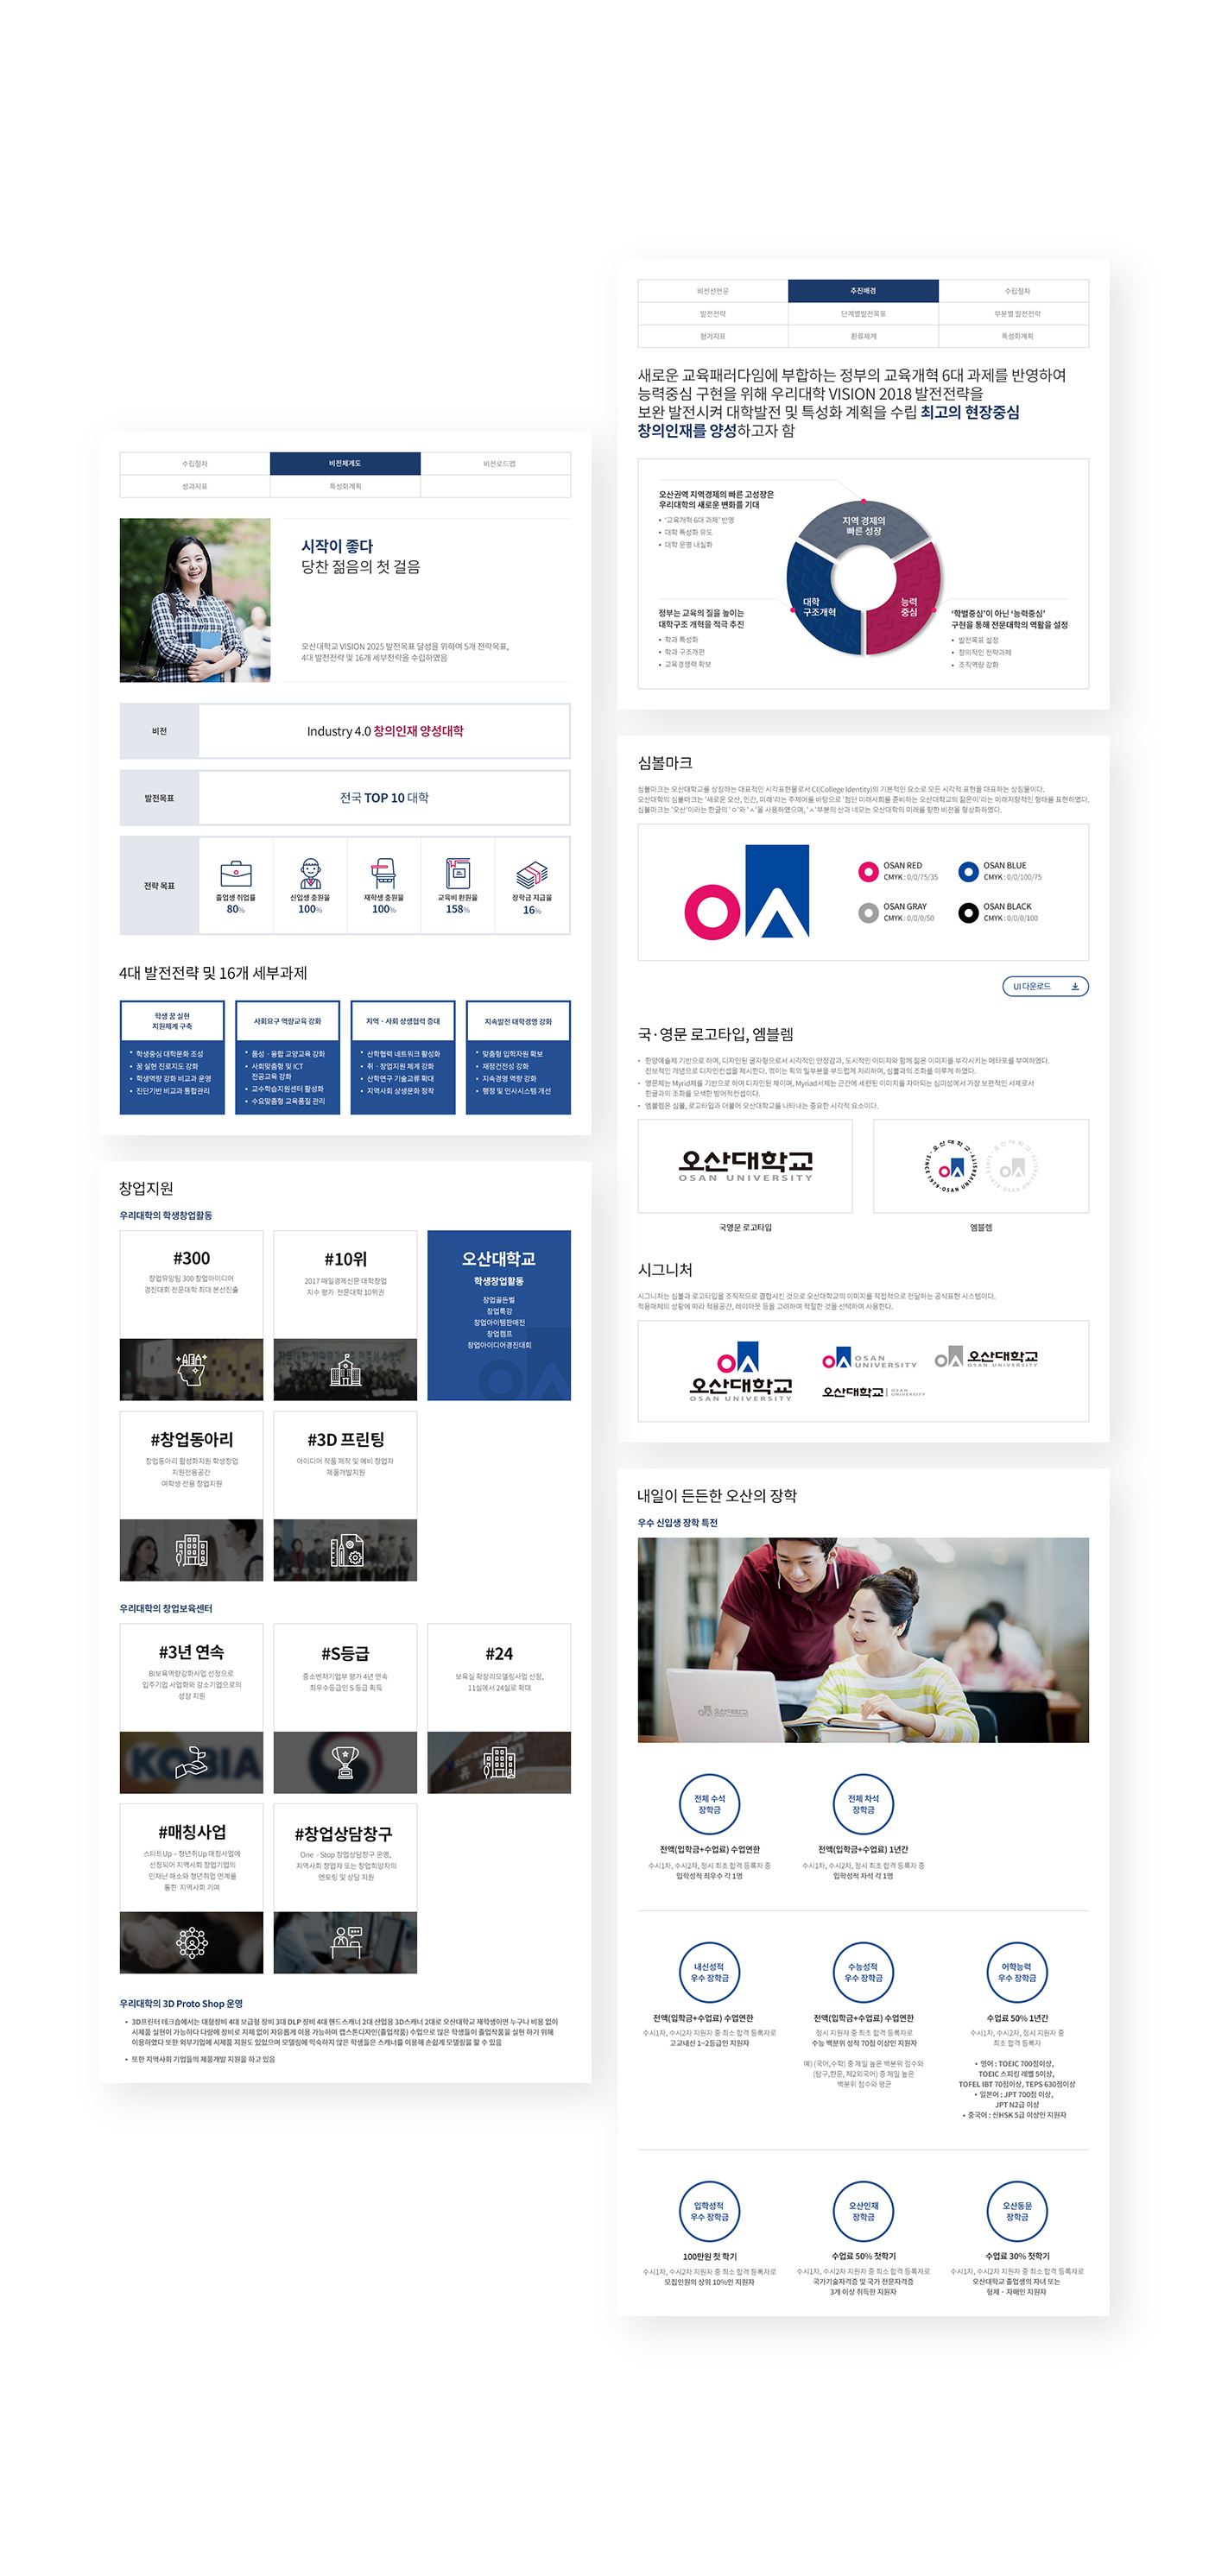 수립절차
비전체계도
비전로드맵
성과지표
특성화계획
시작이 좋다
당찬 젊음의 첫 걸음
오산대학교 VISION 2025 발전목표 달성을 위하여 5개 전략목표,
4대 발전전략 및 16개 세부전략을 수립하였음
비전
Industry 4.0 창의인재 양성대학
발전목표
전국 TOP 10 대학
전략 목표
졸업생 취업률
80%
신입생 충원율
100%
재학생 충원율
100%
교육비 환원율
158%
장학금 지급율
16%
4대 발전전략 및 16개 세부과제
학생 꿈 실현
지원체계 구축
• 학생중심 대학문화 조성
• 꿈 실현 진로지도 강화
• 학생역량 강화 비교과 운영
• 진단기반 비교과 통합관리
사회요구 역량교육 강화
• 품성 · 융합 교양교육 강화
• 사회맞춤형 및 ICT
전공교육 강화
• 교수학습지원센터 활성화
• 수요맞춤형 교육품질 관리
지역 · 사회 상생협력 증대
• 산학협력 네트워크 활성화
• 취 · 창업지원 체계 강화
• 산학연구 기술교류 확대
• 지역사회 상생문화 정착
지속발전 대학경영 강화
• 맞춤형 입학자원 확보
• 재정건전성 강화
• 지속경영 역량 강화
• 행정 및 인사시스템 개선
창업지원
우리대학의 학생창업활동
#300
창업유망팀 300 창업아이디어
경진대회 전문대학 최대 본선진출
#10위
2017 매일경제신문 대학창업
지수 평가 전문대학 10위권
오산대학교
학생창업활동
창업골든벨
창업특강
창업아이템판매전
창업캠프
창업아이디어경진대회
#창업동아리
창업동아리 활성화지원 학생창업
지원전용공간
여학생 전용 창업지원
#3D 프린팅
아이디어 작품 제작 및 예비 창업자
제품개발지원
우리대학의 창업보육센터
#3년 연속
BI보육역량강화사업 선정으로
입주기업 사업화와 강소기업으로의
성장 지원
KOBIA
#S등급
중소벤처기업부 평가 4년 연속
최우수등급인 S 등급 획득
#24
보육실 확장리모델링사업 선정,
11실에서 24실로 확대
#매칭사업
스타트Up – 청년취Up 매칭사업에
선정되어 지역사회 창업기업의
인재난 해소와 청년취업 연계를
통한 지역사회 기여
#창업상담창구
One - Stop 창업상담창구 운영,
지역사회 창업자 또는 창업희망자의
멘토링 및 상담 지원
우리대학의 3D Proto Shop 운영
• 3D프린터 테크숍에서는 대형장비 4대 보급형 장비 3대 DLP 장비 4대 핸드스캐너 2대 산업용 3D스캐너 2대로 오산대학교 재학생이면 누구나 비용 없이
시제품 실현이 가능하다 다량에 장비로 지체 없이 자유롭게 이용 가능하며 캡스톤디자인(졸업작품) 수업으로 많은 학생들이 졸업작품을 실현 하기 위해
이용하였다 또한 외부기업에 시제품 지원도 있었으며 모델링에 익숙하지 않은 학생들은 스캐너를 이용해 손쉽게 모델링을 할 수 있음
• 또한 지역사회 기업들의 제품개발 지원을 하고 있음
비전선언문
추진배경
수립절차
발전전략
단계별발전목표
부분별 발전전략
평가지표
환류체계
특성화계획
새로운 교육패러다임에 부합하는 정부의 교육개혁 6대 과제를 반영하여
능력중심 구현을 위해 우리대학 VISION 2018 발전전략을
보완 발전시켜 대학발전 및 특성화 계획을 수립 최고의 현장중심
창의인재를 양성하고자 함
오산권역 지역경제의 빠른 고성장은
우리대학의 새로운 변화를 기대
• '교육개혁 6대 과제' 반영
• 대학 특성화 유도
• 대학 운영 내실화
지역 경제의
빠른 성장
대학
구조개혁
능력
중심
정부는 교육의 질을 높이는
대학구조 개혁을 적극 추진
• 학과 특성화
• 학과 구조개편
• 교육경쟁력 확보
'학벌중심'이 아닌 '능력중심'
구현을 통해 전문대학의 역활을 설정
• 발전목표 설정
• 창의적인 전략과제
• 조직역량 강화
심볼마크
심볼마크는 오산대학교를 상징하는 대표적인 시각표현물로서 CI(College Identity)의 기본적인 요소로 모든 시각적 표현을 대표하는 상징물이다.
오산대학의 심볼마크는 '새로운 오산, 인간, 미래'라는 주제어를 바탕으로 '첨단 미래사회를 준비하는 오산대학교의 젊은이'라는 미래지향적인 형태를 표현하였다.
심볼마크는 '오산'이라는 한글의 'ㅇ'와 'ㅅ'을 사용하였으며, 'ㅅ'부분의 산과 네모는 오산대학의 미래를 향한 비전을 형상화하였다.
OSAN RED
CMYK : 0/0/75/35
OSAN BLUE
CMYK : 0/0/100/75
OSAN GRAY
CMYK : 0/0/0/50
OSAN BLACK
CMYK : 0/0/0/100
UI 다운로드
국·영문 로고타입, 엠블렘
• 한양예술체 기반으로 하여, 디자인된 글자형으로서 시각적인 안정감과, 도시적인 이미지와 함께 젊은 이미지를 부각시키는 메타포를 부여하였다.
진보적인 개념으로 디자인컨셉을 제시한다. 꺾이는 획의 일부분을 부드럽게 처리하여, 심볼과의 조화를 이루게 하였다.
• 영문체는 Myrid체를 기반으로 하여 디자인된 체이며, Myriad서체는 근간에 세련된 이미지를 자아되는 심미성에서 가장 보편적인 서체로서
한글과의 조화를 모색한 방어적컨셉이다.
• 엠블렘은 심볼, 로고타입과 더불어 오산대학교를 나타내는 중요한 시각적 요소이다.
오산대학교
OSAN UNIVERSITY
오산대학교
SINCE 1979·OSAN UNIVERSITY
국영문 로고타입
엠블렘
시그니처
시그니처는 심볼과 로고타입을 조직적으로 결합시킨 것으로 오산대학교의 이미지를 직접적으로 전달하는 공식표현 시스템이다.
적용매체의 상황에 따라 적용공간, 레이아웃 등을 고려하여 적절한 것을 선택하여 사용한다.
오산대학교
OSAN UNIVERSITY
OSAN
UNIVERSITY
오산대학교
오산대학교 OSAN
UNIVERSITY
내일이 든든한 오산의 장학
우수 신입생 장학 특전
오산대학교
전체 수석
장학금
전액(입학금+수업료) 수업연한
수시1차, 수시2차, 정시 최초 합격 등록자 중
입학성적 최우수 각 1명
전체 차석
장학금
전액(입학금+수업료) 1년간
수시1차, 수시2차, 정시 최초 합격 등록자 중
입학성적 차석 각 1명
내신성적
우수 장학금
전액(입학금+수업료) 수업연한
수시1차, 수시2차 지원자 중 최소 합격 등록자로
고교내신 1~2등급인 지원자
수능성적
우수 장학금
전액(입학금+수업료) 수업연한
정시 지원자 중 최초 합격 등록자로
수능 백분위 성적 70점 이상인 지원자
예) (국어,수학) 중 제일 높은 백분위 점수와
(탐구,한문, 제2외국어) 중 제일 높은
백분위 점수와 평균
어학능력
우수 장학금
수업료 50% 1년간
수시1차, 수시2차, 정시 지원자 중
최초 합격 등록자
• 영어 : TOEIC 700점이상,
TOEIC 스피킹 레벨 5이상,
TOFEL IBT 70점이상, TEPS 630점이상
• 일본어 : JPT 700점 이상,
JPT N2급 이상
• 중국어 : 신HSK 5급 이상인 지원자
입학성적
우수 장학금
100만원 첫 학기
수시1차, 수시2차 지원자 중 최소 합격 등록자로
모집인원의 상위 10%인 지원자
오산인재
장학금
수업료 50% 첫학기
수시1차, 수시2차 지원자 중 최소 합격 등록자로
국가기술자격증 및 국가 전문자격증
3개 이상 취득한 지원자
오산동문
장학금
수업료 30% 첫학기
수시1차, 수시2차 지원자 중 최소 합격 등록자로
오산대학교 졸업생의 자녀 또는
형제 · 자매인 지원자